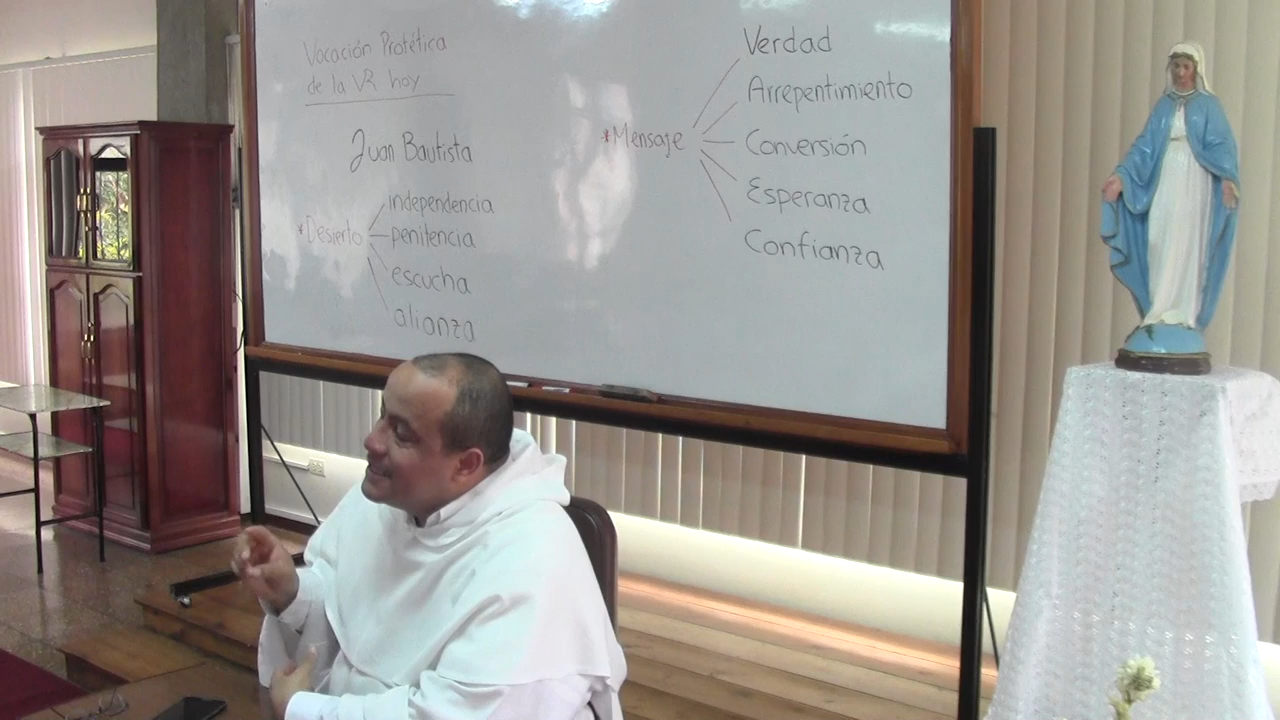 Vocación Profética
de la VR hoy
Juan Bautista
*Desierto
independencia
penitencia
escucha
alianza
*Mensaje
Verdad
Arrepentimiento
Conversión
Esperanza
Confianza